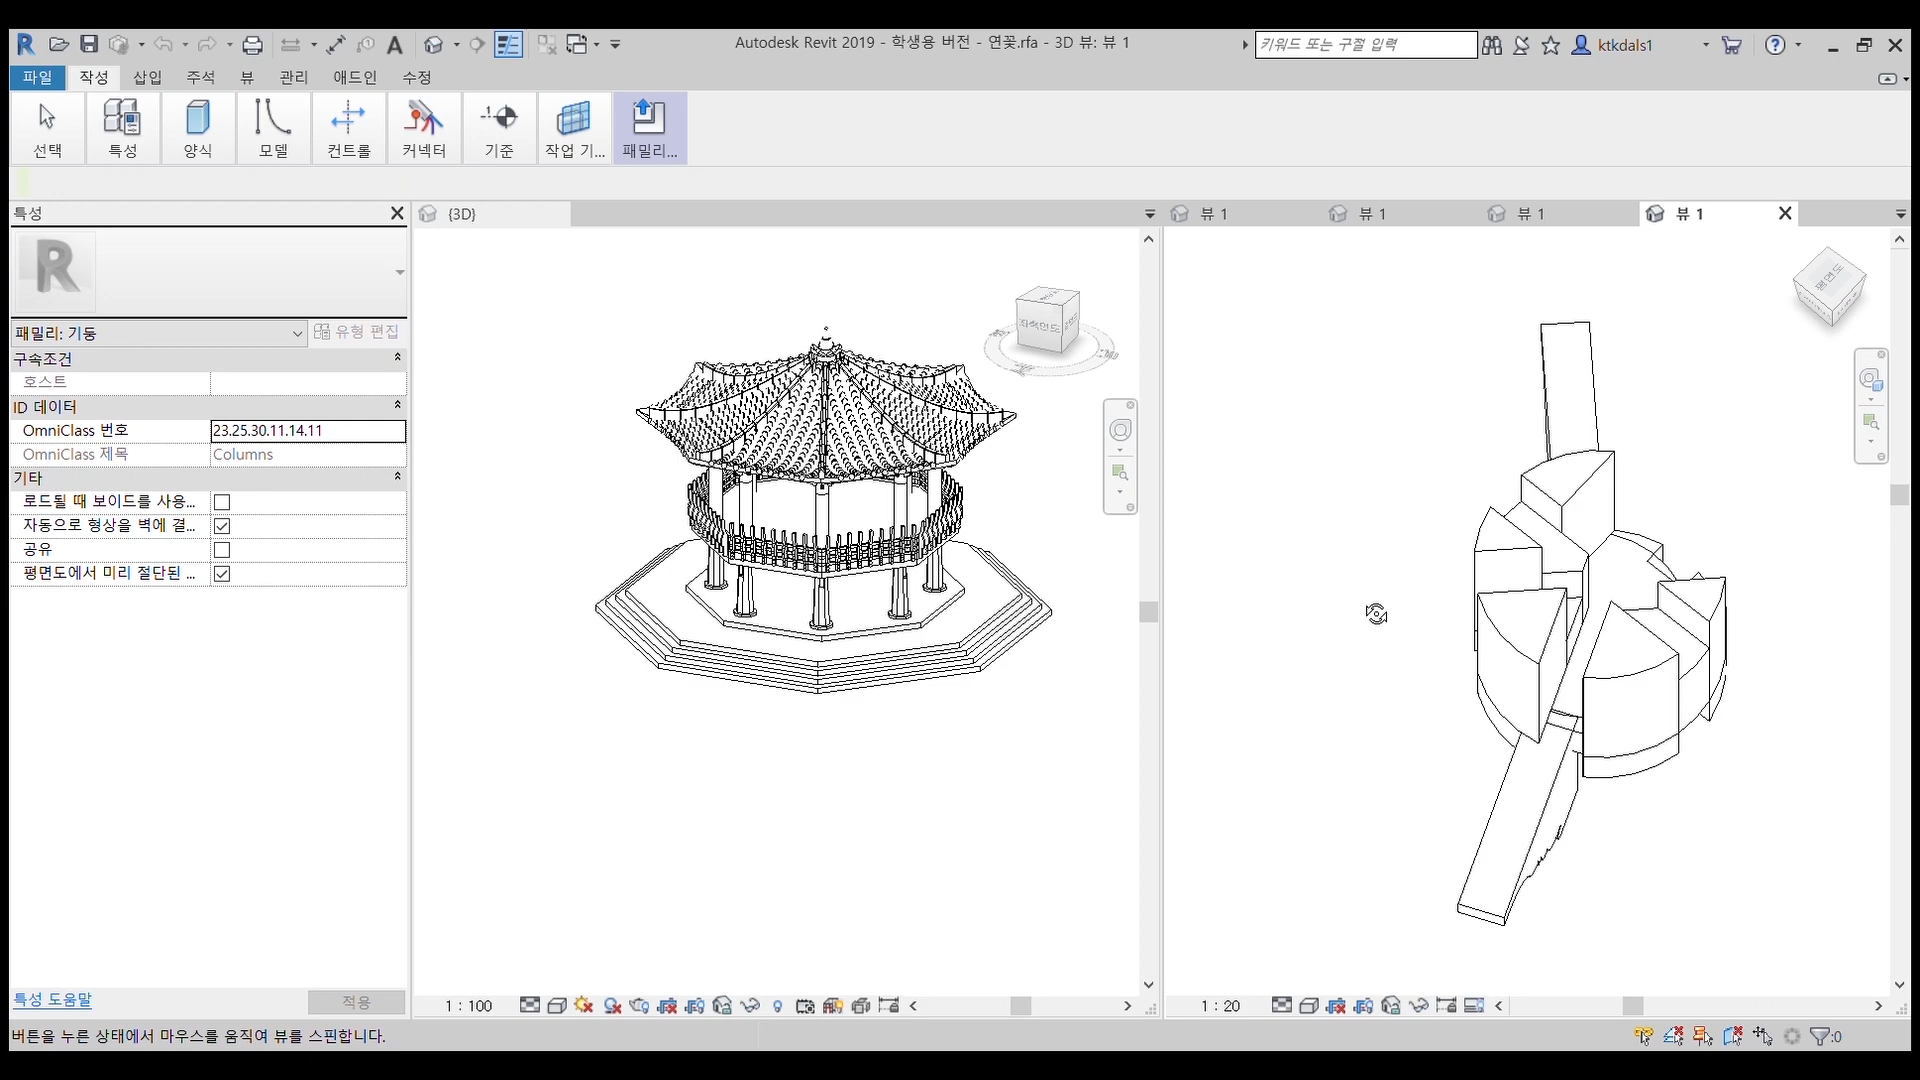 Autodesk Revit 2019 - 학생용 버전 - 연꽃.rfa - 3D 뷰: 뷰 1
키워드 또는 구절 입력
ktkdals1
파일 작성 삽입 주석 뷰 관리 애드인 수정
선택 특성 양식 모델 컨트롤 커넥터 기준 작업 기... 패밀리...
특성
{3D}
뷰 1 뷰 1 뷰 1 뷰 1
패밀리: 기둥
유형 편집
구속조건
호스트
ID 데이터
OmniClass 번호 23.25.30.11.14.11
OmniClass 제목 Columns
기타
로드될 때 보이드를 사용...
자동으로 형상을 벽에 결...
공유
평면도에서 미리 절단된 ...
특성 도움말
적용
1 : 100
1 : 20
버튼을 누른 상태에서 마우스를 움직여 뷰를 스핀합니다.
:0